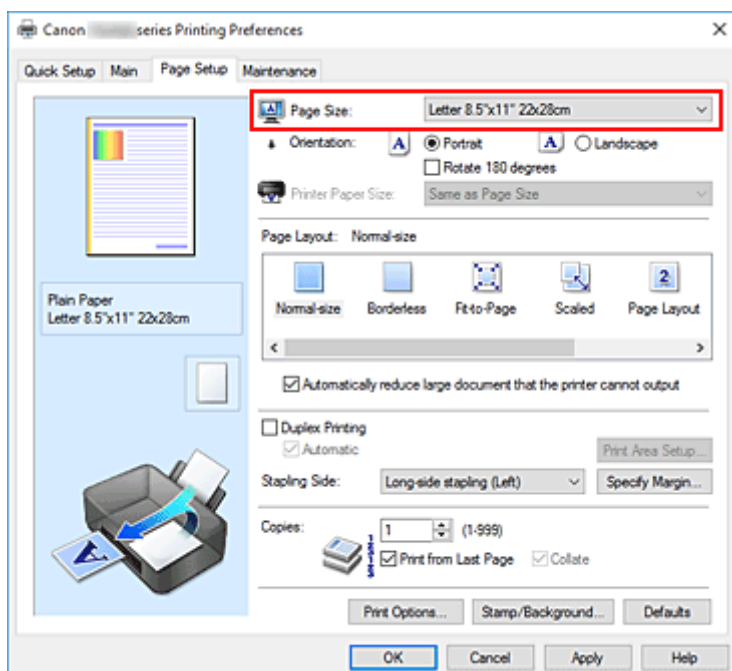 Canon series Printing Preferences
Quick Setup Main Page Setup Maintenance
Page Size: Letter 8.5"x11" 22x28cm
Orientation: A Portrait A Landscape
Rotate 180 degrees
Printer Paper Size: Same as Page Size
Page Layout: Normal-size
2
Normal-size Borderless Fit-to-Page Scaled Page Layout
Plain Paper
Letter 8.5"x11" 22x28cm
Automatically reduce large document that the printer cannot output
Duplex Printing
Automatic Print Area Setup...
Stapling Side: Long-side stapling (Left) Specify Margin...
Copies: 1 (1-999)
Print from Last Page Collate
A
Print Options... Stamp/Background... Defaults
OK Cancel Apply Help